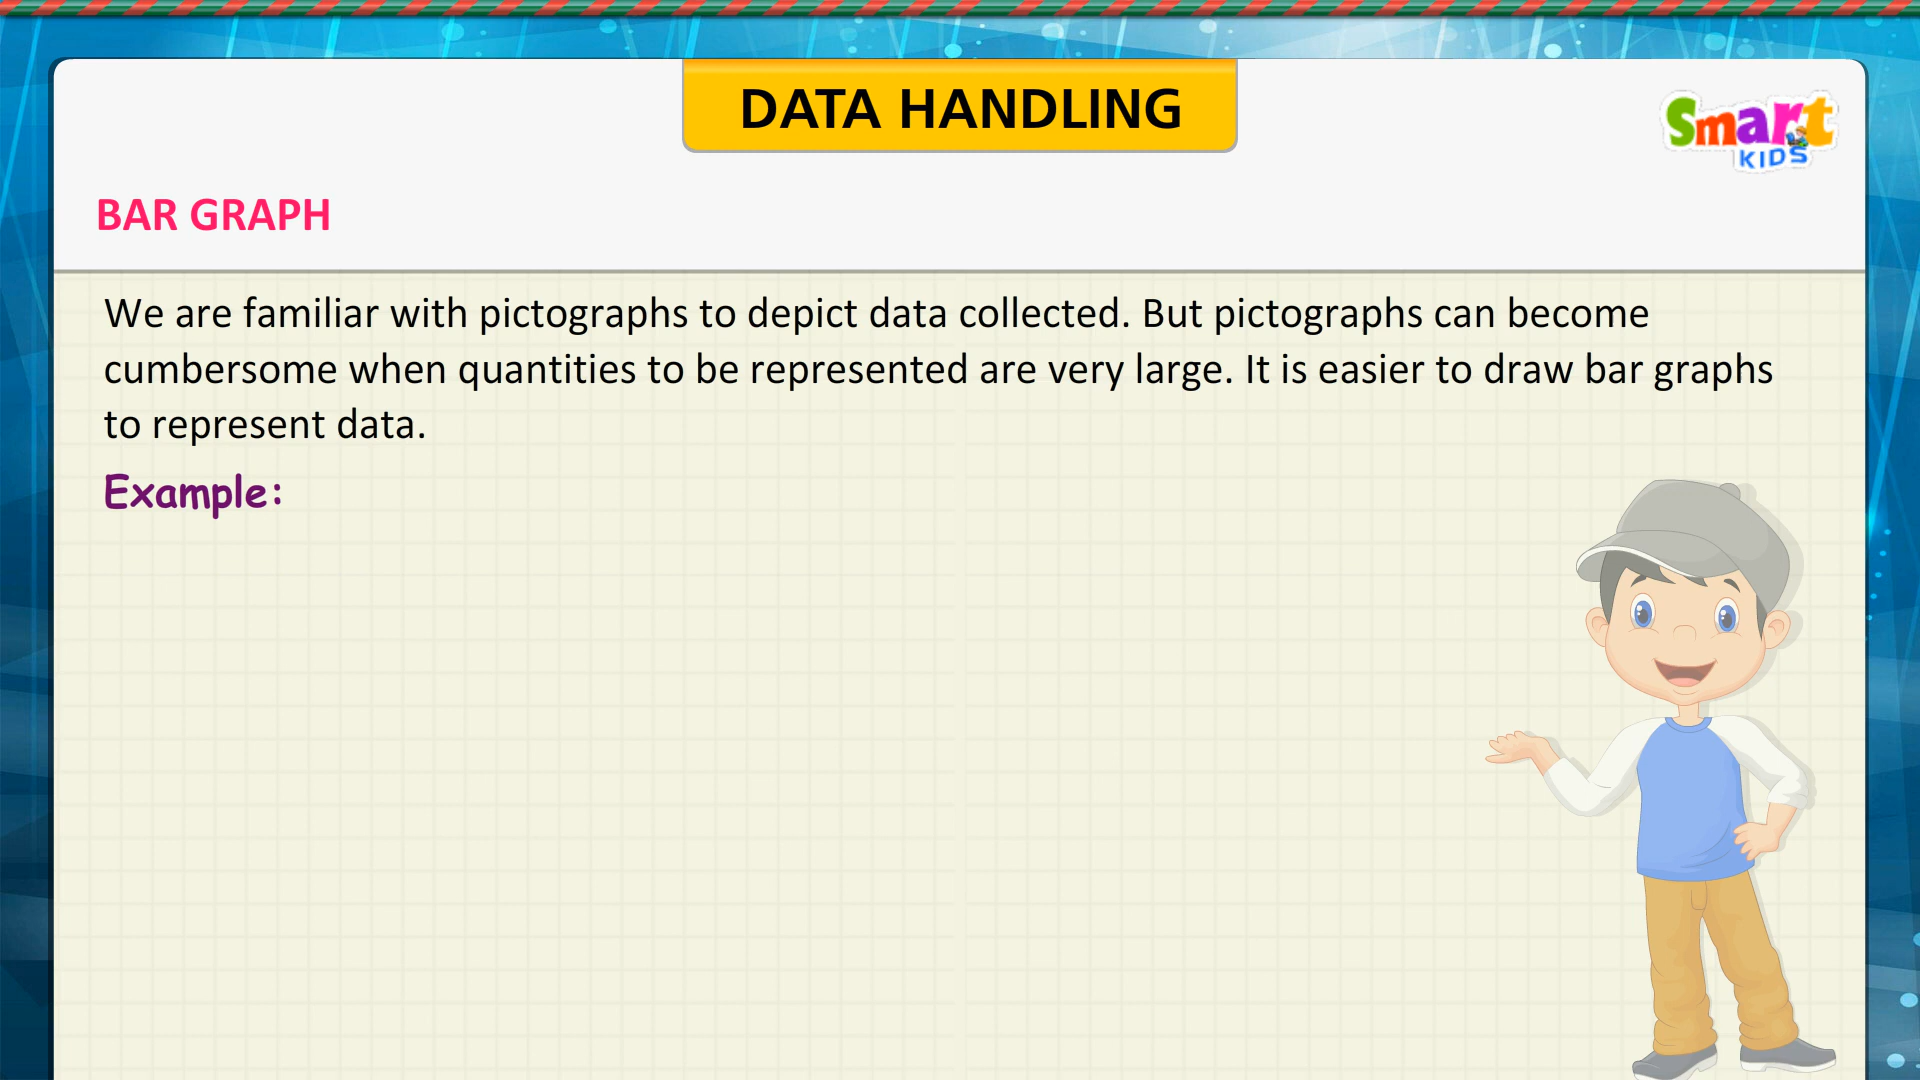 DATA HANDLING
Smart
KIDS
BAR GRAPH
We are familiar with pictographs to depict data collected. But pictographs can become
cumbersome when quantities to be represented are very large. It is easier to draw bar graphs
to represent data.
Example: